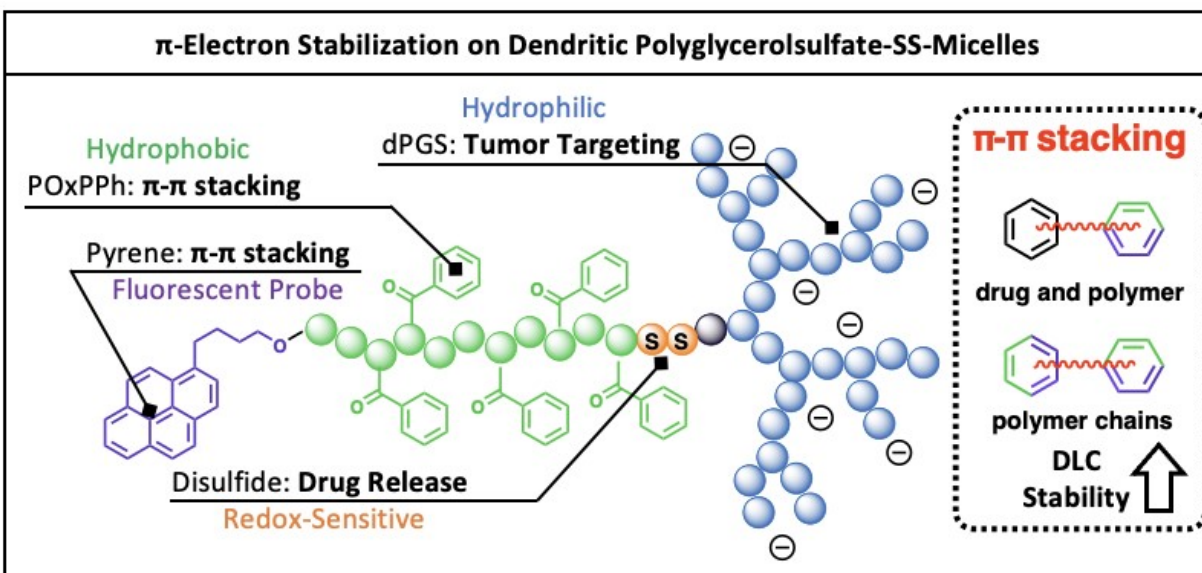 π-Electron Stabilization on Dendritic Polyglycerolsulfate-SS-Micelles
Hydrophobic
POxPPh: π-π stacking
Pyrene: π-π stacking
Fluorescent Probe
Hydrophilic
dPGS: Tumor Targeting
O
O
O
O
O
O
S S
Disulfide: Drug Release
Redox-Sensitive
π-π stacking
drug and polymer
polymer chains
DLC
Stability